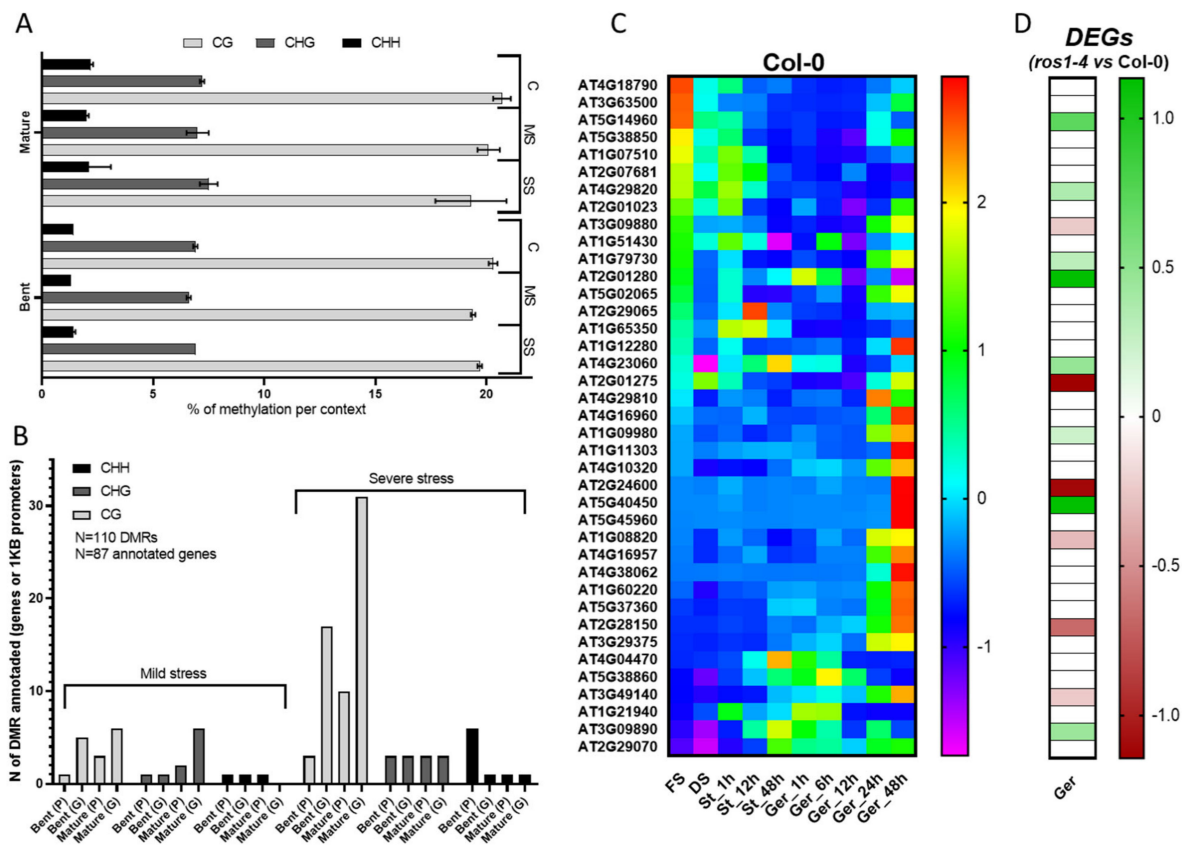 A
CG CHG CHH
Mature
Bent
C
MS
SS
C
MS
SS
0 5 10 15 20
% of methylation per context
B
CHH
CHG
CG
N=110 DMRs
N=87 annotated genes
Severe stress
Mild stress
N of DMR annotaded (genes or 1KB promoters)
30
20
10
0
Bent (P)
Bent (G)
Mature (P)
Mature (G)
Bent (P)
Bent (G)
Mature (P)
Mature (G)
Bent (P)
Bent (G)
Mature (P)
Mature (G)
Bent (P)
Bent (G)
Mature (P)
Mature (G)
Bent (P)
Bent (G)
Mature (P)
Mature (G)
Bent (P)
Bent (G)
Mature (P)
Mature (G)
C
Col-0
AT4G18790
AT3G63500
AT5G14960
AT5G38850
AT1G07510
AT2G07681
AT4G29820
AT2G01023
AT3G09880
AT1G51430
AT1G79730
AT2G01280
AT5G02065
AT2G29065
AT1G65350
AT1G12280
AT4G23060
AT2G01275
AT4G29810
AT4G16960
AT1G09980
AT1G11303
AT4G10320
AT2G24600
AT5G40450
AT5G45960
AT1G08820
AT4G16957
AT4G38062
AT1G60220
AT5G37360
AT2G28150
AT3G29375
AT4G04470
AT5G38860
AT3G49140
AT1G21940
AT3G09890
AT2G29070
FS
DS
St_1h
St_12h
St_48h
Ger_1h
Ger_6h
Ger_12h
Ger_24h
Ger_48h
2
1
0
-1
D
DEGs
(ros1-4 vs Col-0)
1.0
0.5
0
-0.5
-1.0
Ger